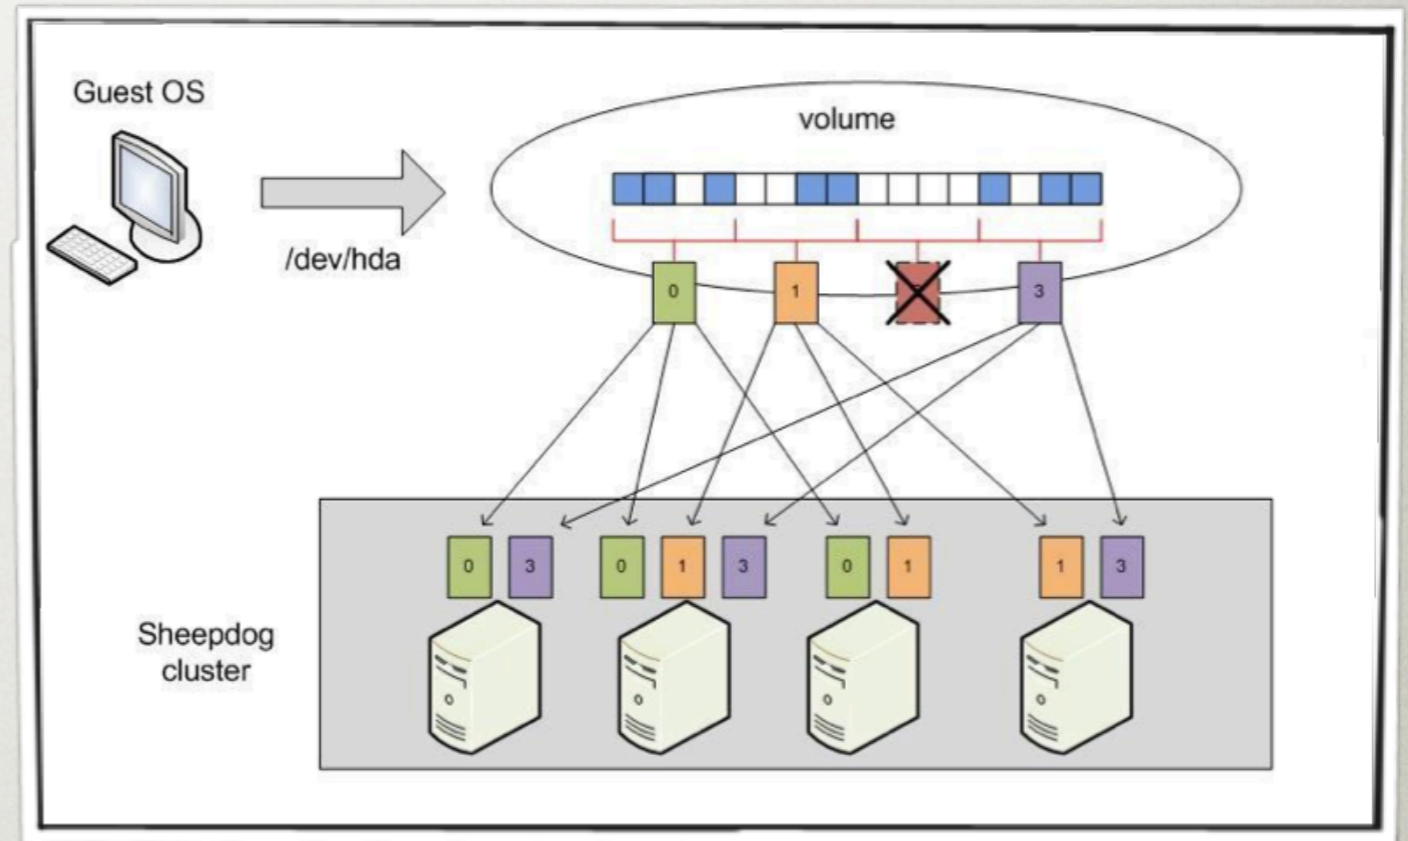 Guest OS
volume
/dev/hda
0
1
3
0 3 0 1 3 0 1 1 3
Sheepdog
cluster